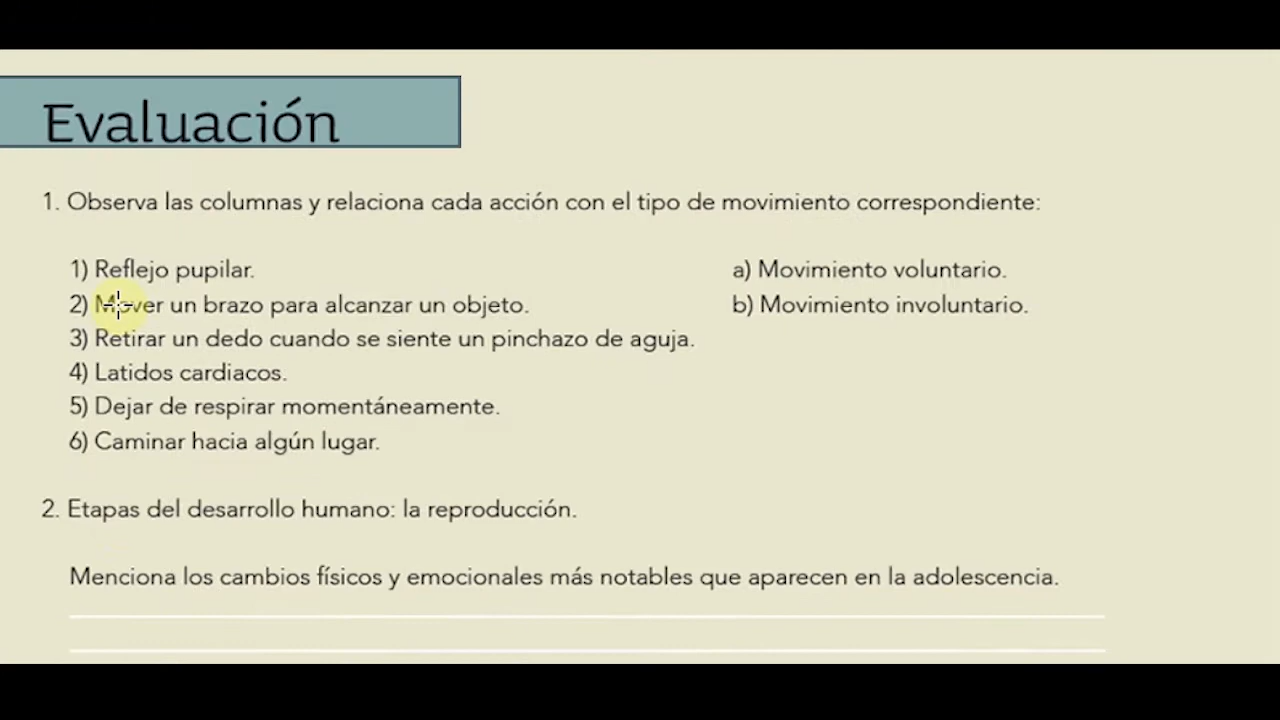 Evaluación
1. Observa las columnas y relaciona cada acción con el tipo de movimiento correspondiente:
1) Reflejo pupilar.
2) Mover un brazo para alcanzar un objeto.
3) Retirar un dedo cuando se siente un pinchazo de aguja.
4) Latidos cardiacos.
5) Dejar de respirar momentáneamente.
6) Caminar hacia algún lugar.
a) Movimiento voluntario.
b) Movimiento involuntario.
2. Etapas del desarrollo humano: la reproducción.
Menciona los cambios físicos y emocionales más notables que aparecen en la adolescencia.